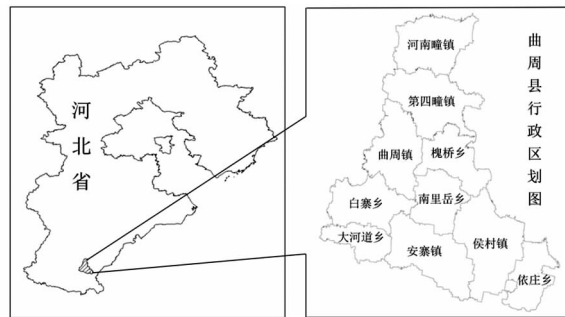 河北省
曲周县行政区划图
河南疃镇
第四疃镇
曲周镇
槐桥乡
白寨乡
南里岳乡
大河道乡
安寨镇
侯村镇
依庄乡